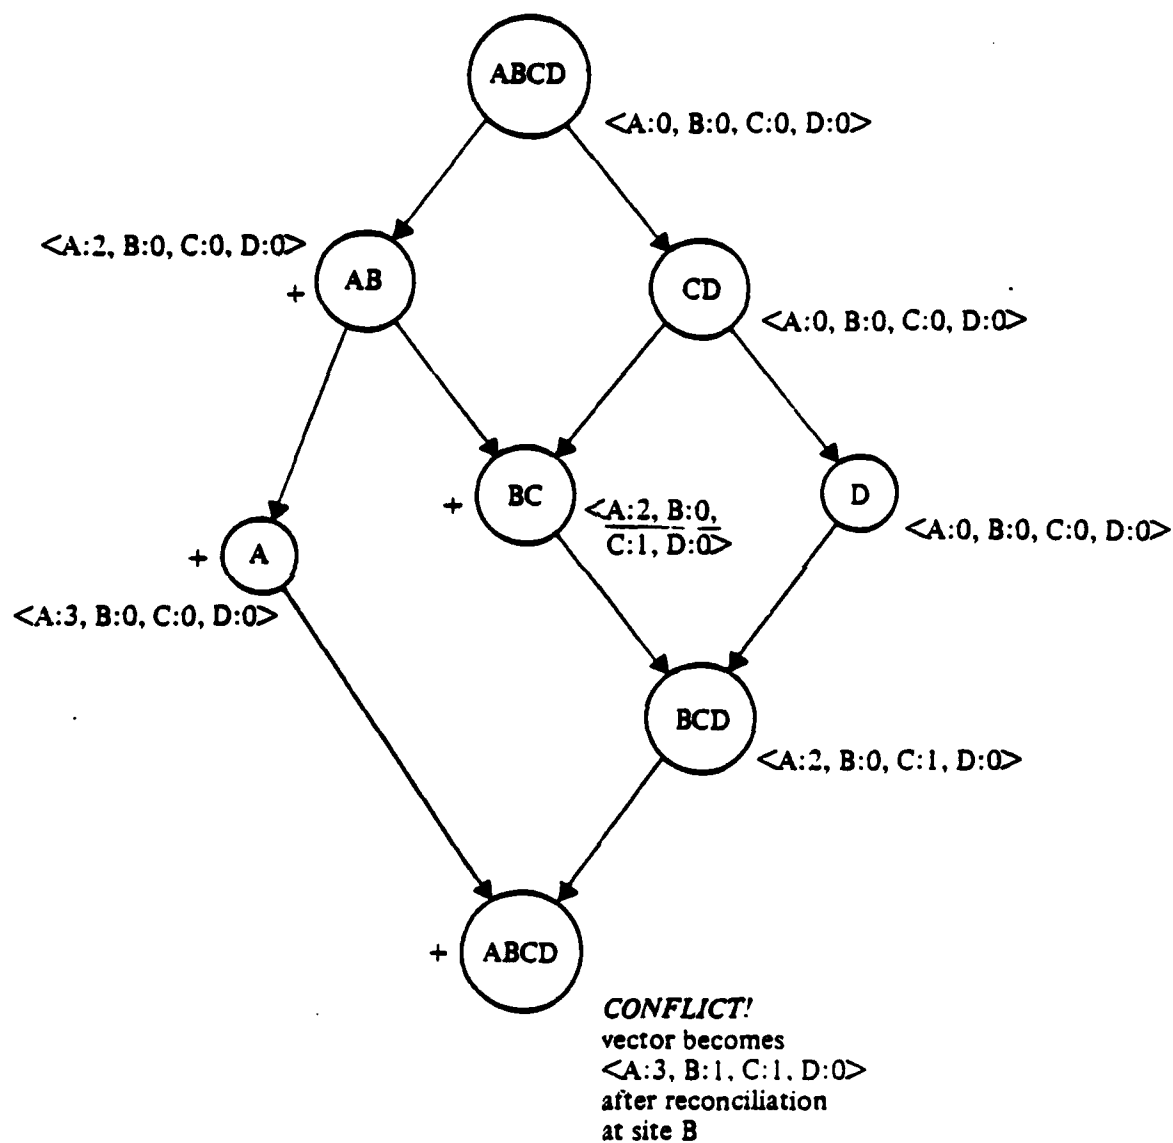 ABCD
<A:0, B:0, C:0, D:0>
<A:2, B:0, C:0, D:0>
+
AB
CD
<A:0, B:0, C:0, D:0>
+
BC
<A:2, B:0,
C:1, D:0>
D
<A:0, B:0, C:0, D:0>
+
A
<A:3, B:0, C:0, D:0>
BCD
<A:2, B:0, C:1, D:0>
+
ABCD
CONFLICT!
vector becomes
<A:3, B:1, C:1, D:0>
after reconciliation
at site B